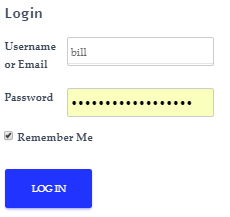 Login
Username
or Email
bill
Password
••••••••••••••••••
Remember Me
LOG IN